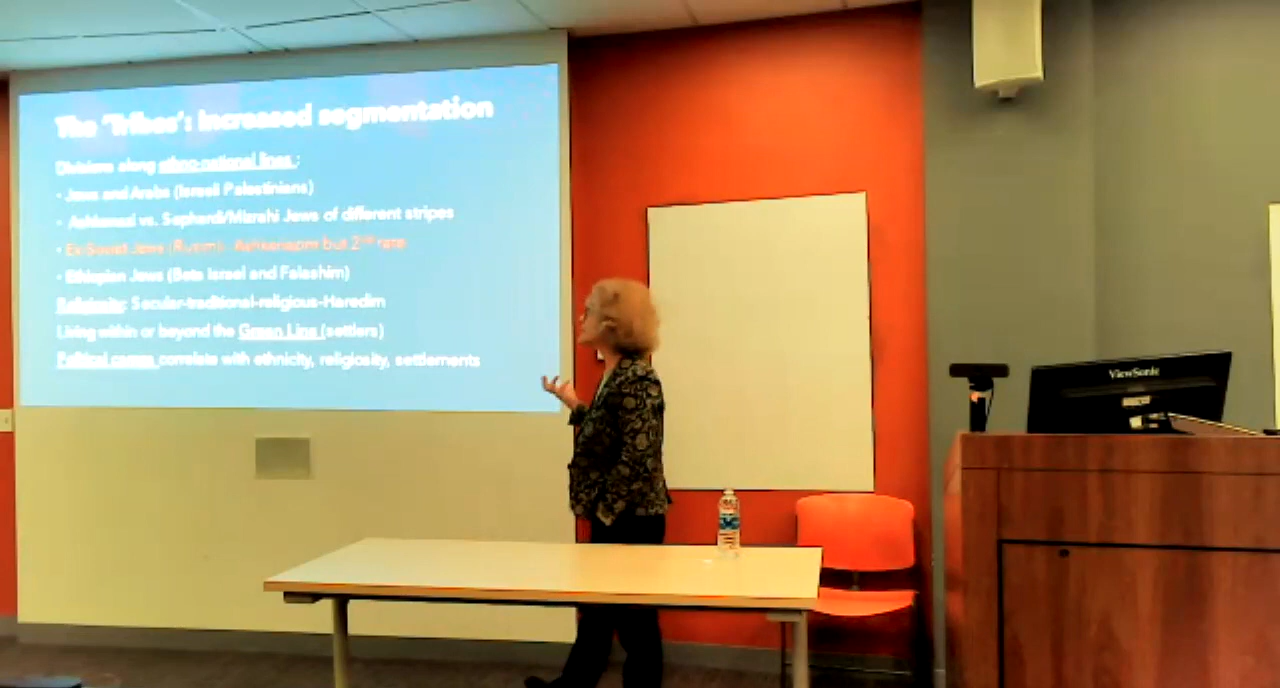 The 'Tribes': Increased segmentation
Divisions along ethno-national lines :
- Jews and Arabs (Israeli Palestinians)
- Ashkenazi vs. Sephardi/Mizrahi Jews of different stripes
- Ex-Soviet Jews (Rusim): Ashkenazim but 2nd rate
- Ethiopian Jews (Beta Israel and Falashim)
Religiosity: Secular-traditional-religious-Haredim
Living within or beyond the Green Line (settlers)
Political camps correlate with ethnicity, religiosity, settlements
ViewSonic